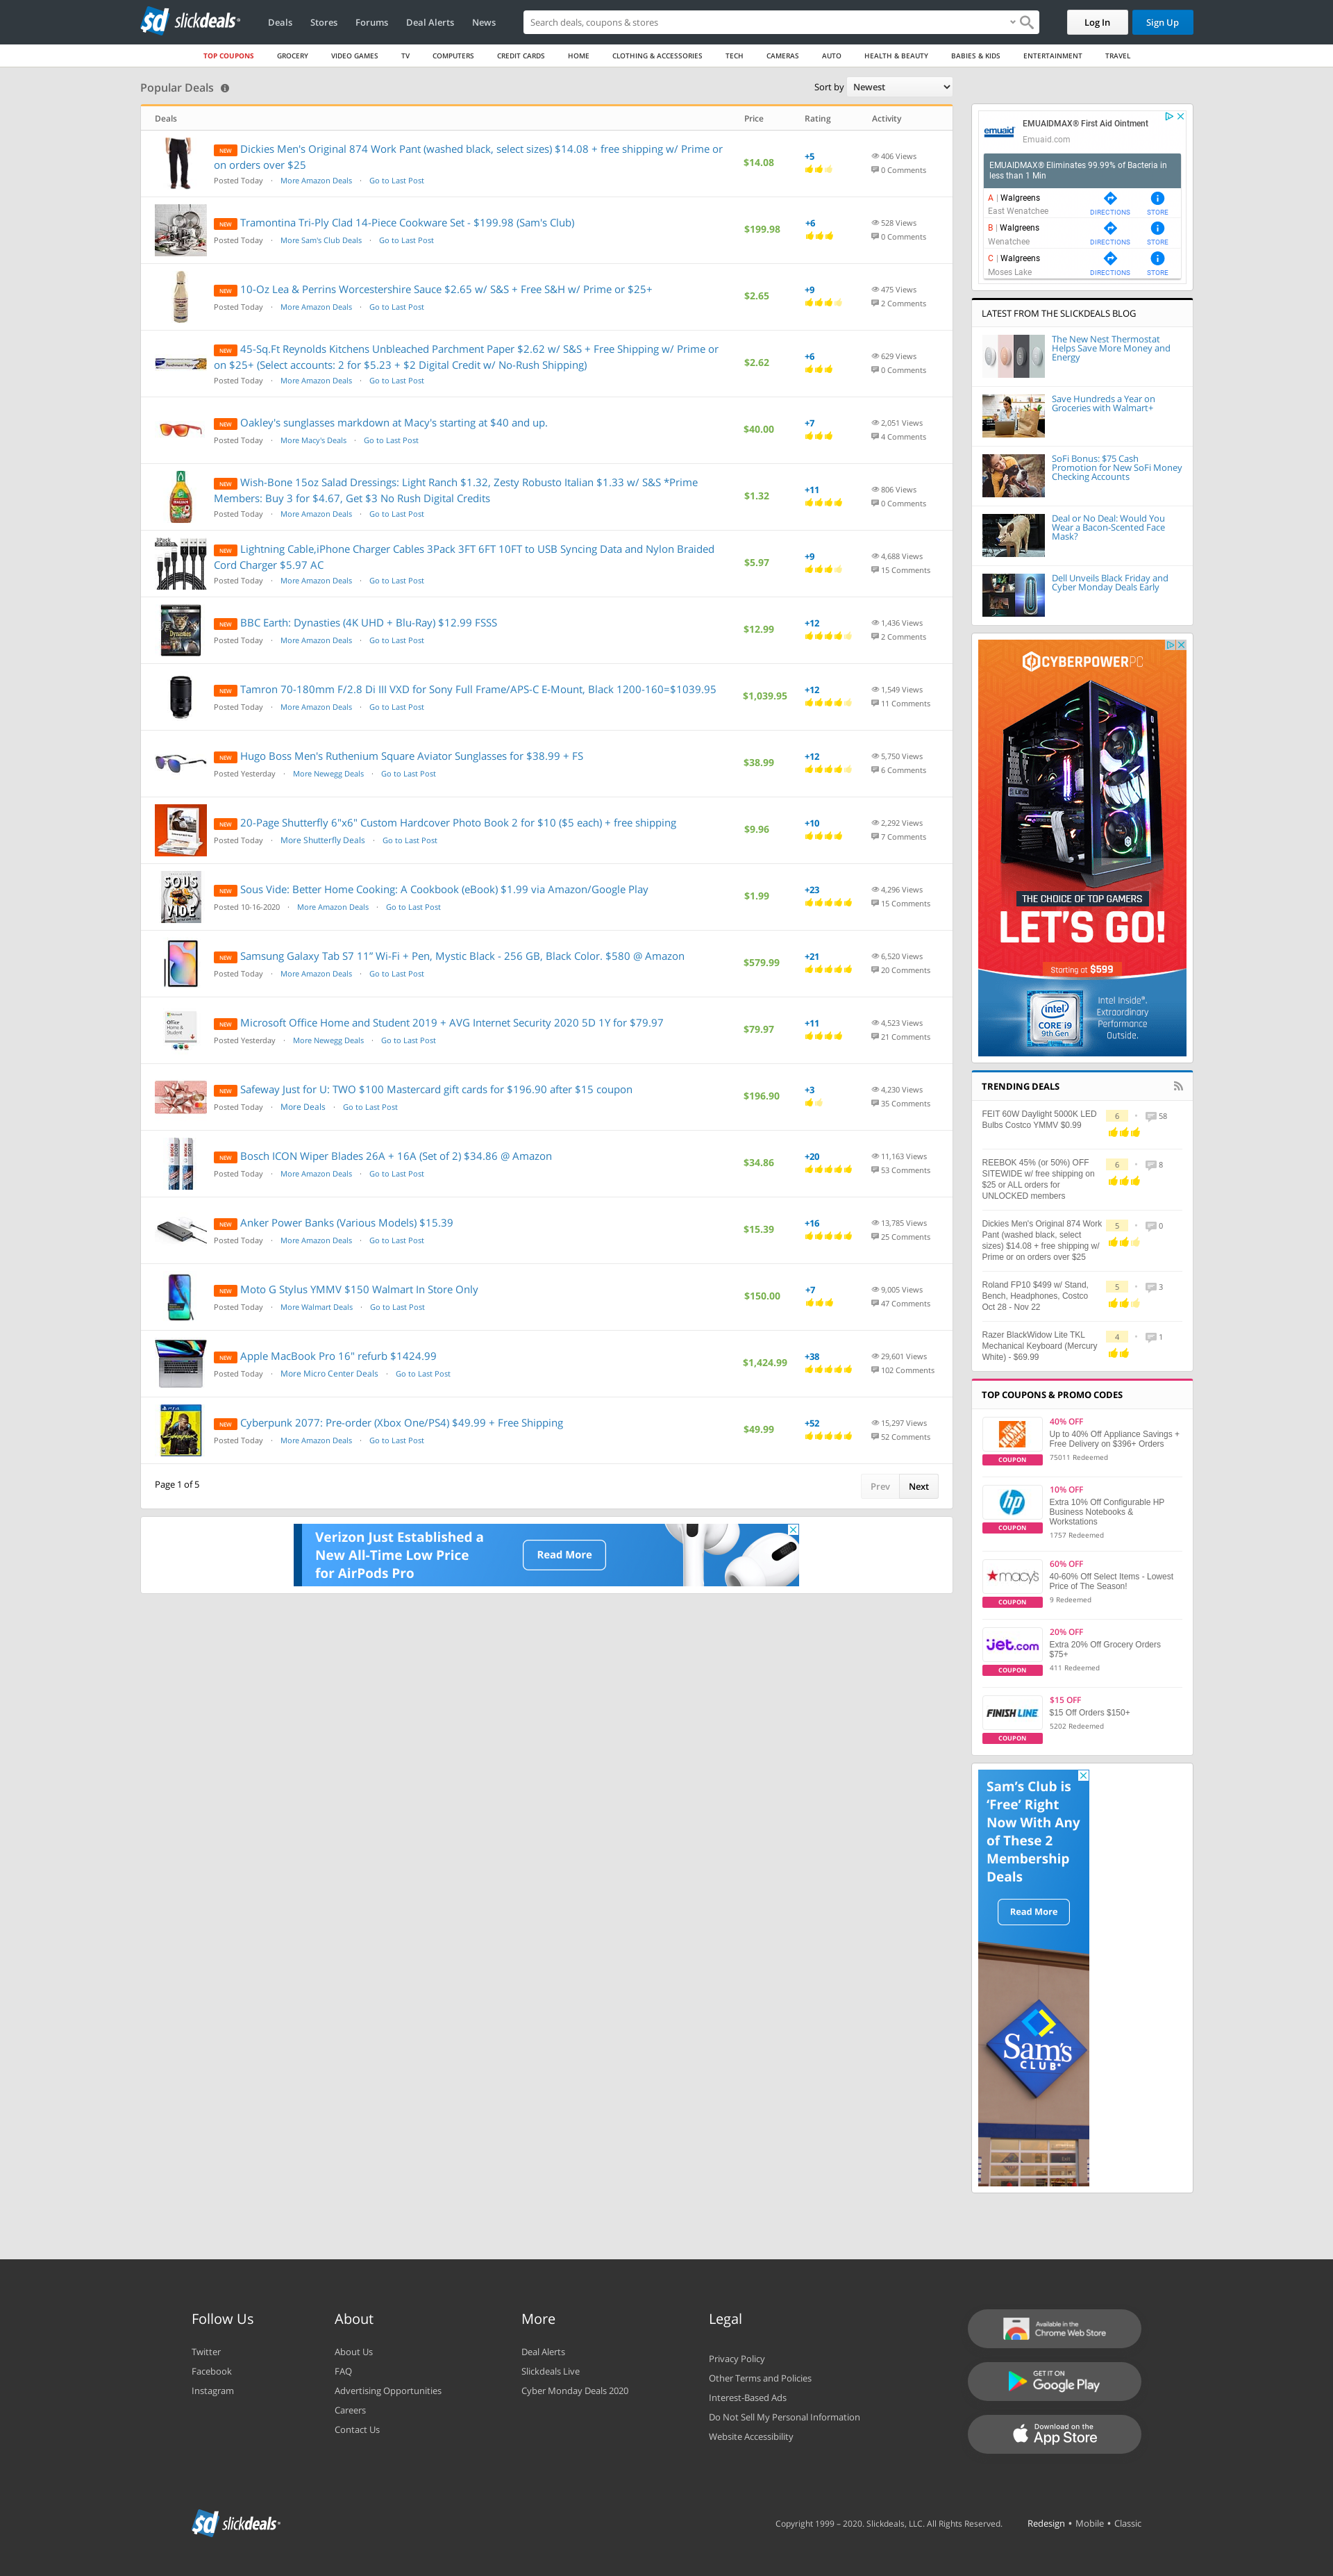 slickdeals
Deals
Stores
Forums
Deal Alerts
News
Search deals, coupons & stores
Log In
Sign Up
TOP COUPONS
GROCERY
VIDEO GAMES
TV
COMPUTERS
CREDIT CARDS
HOME
CLOTHING & ACCESSORIES
TECH
CAMERAS
AUTO
HEALTH & BEAUTY
BABIES & KIDS
ENTERTAINMENT
TRAVEL
Popular Deals
Sort by Newest
Deals Price Rating Activity
NEW Dickies Men's Original 874 Work Pant (washed black, select sizes) $14.08 + free shipping w/ Prime or
on orders over $25
Posted Today · More Amazon Deals · Go to Last Post
$14.08
+5
406 Views
0 Comments
NEW Tramontina Tri-Ply Clad 14-Piece Cookware Set - $199.98 (Sam's Club)
Posted Today · More Sam's Club Deals · Go to Last Post
$199.98
+6
528 Views
0 Comments
NEW 10-Oz Lea & Perrins Worcestershire Sauce $2.65 w/ S&S + Free S&H w/ Prime or $25+
Posted Today · More Amazon Deals · Go to Last Post
$2.65
+9
475 Views
2 Comments
NEW 45-Sq.Ft Reynolds Kitchens Unbleached Parchment Paper $2.62 w/ S&S + Free Shipping w/ Prime or
on $25+ (Select accounts: 2 for $5.23 + $2 Digital Credit w/ No-Rush Shipping)
Posted Today · More Amazon Deals · Go to Last Post
$2.62
+6
629 Views
0 Comments
NEW Oakley's sunglasses markdown at Macy's starting at $40 and up.
Posted Today · More Macy's Deals · Go to Last Post
$40.00
+7
2,051 Views
4 Comments
NEW Wish-Bone 15oz Salad Dressings: Light Ranch $1.32, Zesty Robusto Italian $1.33 w/ S&S *Prime
Members: Buy 3 for $4.67, Get $3 No Rush Digital Credits
Posted Today · More Amazon Deals · Go to Last Post
$1.32
+11
806 Views
0 Comments
NEW Lightning Cable,iPhone Charger Cables 3Pack 3FT 6FT 10FT to USB Syncing Data and Nylon Braided
Cord Charger $5.97 AC
Posted Today · More Amazon Deals · Go to Last Post
$5.97
+9
4,688 Views
15 Comments
NEW BBC Earth: Dynasties (4K UHD + Blu-Ray) $12.99 FSSS
Posted Today · More Amazon Deals · Go to Last Post
$12.99
+12
1,436 Views
2 Comments
NEW Tamron 70-180mm F/2.8 Di III VXD for Sony Full Frame/APS-C E-Mount, Black 1200-160=$1039.95
Posted Today · More Amazon Deals · Go to Last Post
$1,039.95
+12
1,549 Views
11 Comments
NEW Hugo Boss Men's Ruthenium Square Aviator Sunglasses for $38.99 + FS
Posted Yesterday · More Newegg Deals · Go to Last Post
$38.99
+12
5,750 Views
6 Comments
NEW 20-Page Shutterfly 6"x6" Custom Hardcover Photo Book 2 for $10 ($5 each) + free shipping
Posted Today · More Shutterfly Deals · Go to Last Post
$9.96
+10
2,292 Views
7 Comments
SOUS VIDE
NEW Sous Vide: Better Home Cooking: A Cookbook (eBook) $1.99 via Amazon/Google Play
Posted 10-16-2020 · More Amazon Deals · Go to Last Post
$1.99
+23
4,296 Views
15 Comments
NEW Samsung Galaxy Tab S7 11” Wi-Fi + Pen, Mystic Black - 256 GB, Black Color. $580 @ Amazon
Posted Today · More Amazon Deals · Go to Last Post
$579.99
+21
6,520 Views
20 Comments
NEW Microsoft Office Home and Student 2019 + AVG Internet Security 2020 5D 1Y for $79.97
Posted Yesterday · More Newegg Deals · Go to Last Post
$79.97
+11
4,523 Views
21 Comments
NEW Safeway Just for U: TWO $100 Mastercard gift cards for $196.90 after $15 coupon
Posted Today · More Deals · Go to Last Post
$196.90
+3
4,230 Views
35 Comments
NEW Bosch ICON Wiper Blades 26A + 16A (Set of 2) $34.86 @ Amazon
Posted Today · More Amazon Deals · Go to Last Post
$34.86
+20
11,163 Views
53 Comments
NEW Anker Power Banks (Various Models) $15.39
Posted Today · More Amazon Deals · Go to Last Post
$15.39
+16
13,785 Views
25 Comments
NEW Moto G Stylus YMMV $150 Walmart In Store Only
Posted Today · More Walmart Deals · Go to Last Post
$150.00
+7
9,005 Views
47 Comments
NEW Apple MacBook Pro 16" refurb $1424.99
Posted Today · More Micro Center Deals · Go to Last Post
$1,424.99
+38
29,601 Views
102 Comments
NEW Cyberpunk 2077: Pre-order (Xbox One/PS4) $49.99 + Free Shipping
Posted Today · More Amazon Deals · Go to Last Post
$49.99
+52
15,297 Views
52 Comments
Page 1 of 5
Prev
Next
Verizon Just Established a
New All-Time Low Price
for AirPods Pro
Read More
emuaid
EMUAIDMAX® First Aid Ointment
Emuaid.com
EMUAIDMAX® Eliminates 99.99% of Bacteria in
less than 1 Min
A | Walgreens
East Wenatchee
DIRECTIONS STORE
B | Walgreens
Wenatchee
DIRECTIONS STORE
C | Walgreens
Moses Lake
DIRECTIONS STORE
LATEST FROM THE SLICKDEALS BLOG
The New Nest Thermostat
Helps Save More Money and
Energy
Save Hundreds a Year on
Groceries with Walmart+
SoFi Bonus: $75 Cash
Promotion for New SoFi Money
Checking Accounts
Deal or No Deal: Would You
Wear a Bacon-Scented Face
Mask?
Dell Unveils Black Friday and
Cyber Monday Deals Early
CYBERPOWERPC
THE CHOICE OF TOP GAMERS
LET'S GO!
Starting at $599
intel
CORE i9
9th Gen
Intel Inside®.
Extraordinary
Performance
Outside.
TRENDING DEALS
FEIT 60W Daylight 5000K LED
Bulbs Costco YMMV $0.99
6 58
REEBOK 45% (or 50%) OFF
SITEWIDE w/ free shipping on
$25 or ALL orders for
UNLOCKED members
6 8
Dickies Men's Original 874 Work
Pant (washed black, select
sizes) $14.08 + free shipping w/
Prime or on orders over $25
5 0
Roland FP10 $499 w/ Stand,
Bench, Headphones, Costco
Oct 28 - Nov 22
5 3
Razer BlackWidow Lite TKL
Mechanical Keyboard (Mercury
White) - $69.99
4 1
TOP COUPONS & PROMO CODES
COUPON
40% OFF
Up to 40% Off Appliance Savings +
Free Delivery on $396+ Orders
75011 Redeemed
hp
COUPON
10% OFF
Extra 10% Off Configurable HP
Business Notebooks &
Workstations
1757 Redeemed
macy's
COUPON
60% OFF
40-60% Off Select Items - Lowest
Price of The Season!
9 Redeemed
jet.com
COUPON
20% OFF
Extra 20% Off Grocery Orders
$75+
411 Redeemed
FINISH LINE
COUPON
$15 OFF
$15 Off Orders $150+
5202 Redeemed
Sam's Club is
‘Free’ Right
Now With Any
of These 2
Membership
Deals
Read More
Sam's
CLUB
Follow Us
Twitter
Facebook
Instagram
About
About Us
FAQ
Advertising Opportunities
Careers
Contact Us
More
Deal Alerts
Slickdeals Live
Cyber Monday Deals 2020
Legal
Privacy Policy
Other Terms and Policies
Interest-Based Ads
Do Not Sell My Personal Information
Website Accessibility
Available in the
Chrome Web Store
GET IT ON
Google Play
Download on the
App Store
slickdeals
Copyright 1999 – 2020. Slickdeals, LLC. All Rights Reserved.
Redesign • Mobile • Classic